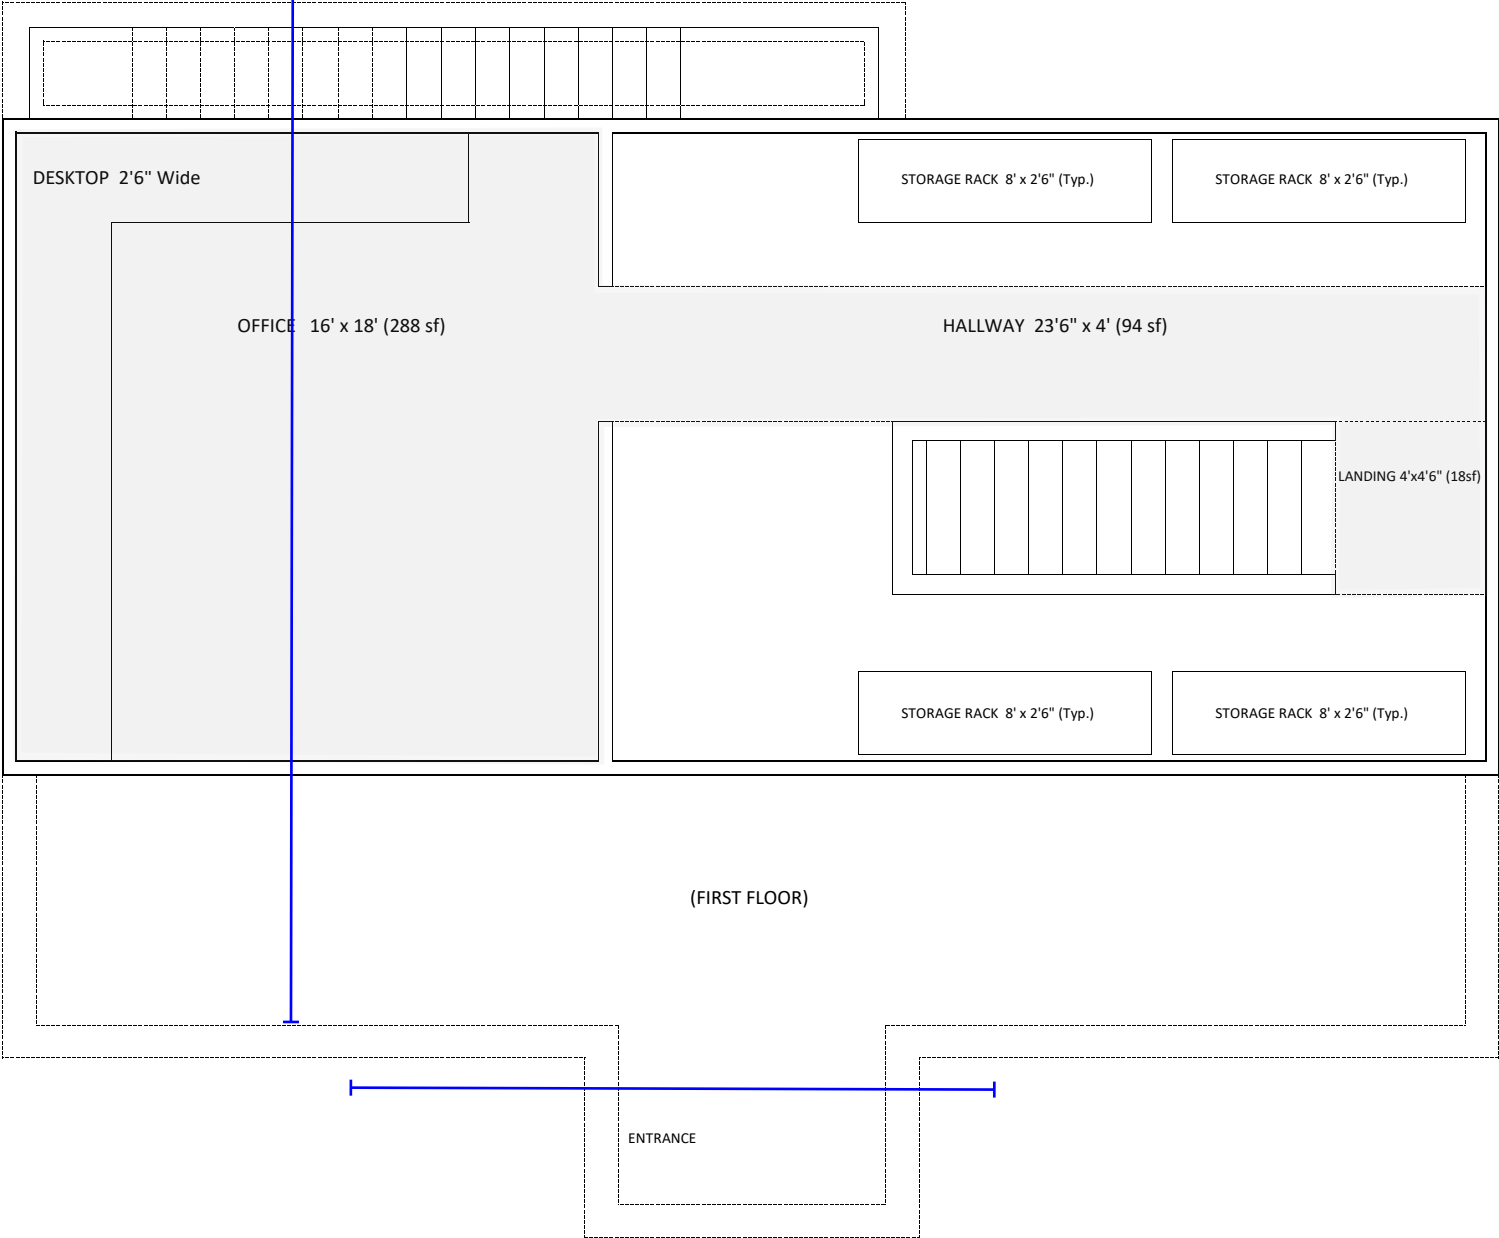 DESKTOP  2'6" Wide
STORAGE RACK  8' x 2'6" (Typ.)
STORAGE RACK  8' x 2'6" (Typ.)
OFFICE   16' x 18' (288 sf)
HALLWAY  23'6" x 4' (94 sf)
LANDING 4'x4'6" (18sf)
STORAGE RACK  8' x 2'6" (Typ.)
STORAGE RACK  8' x 2'6" (Typ.)
(FIRST FLOOR)
ENTRANCE